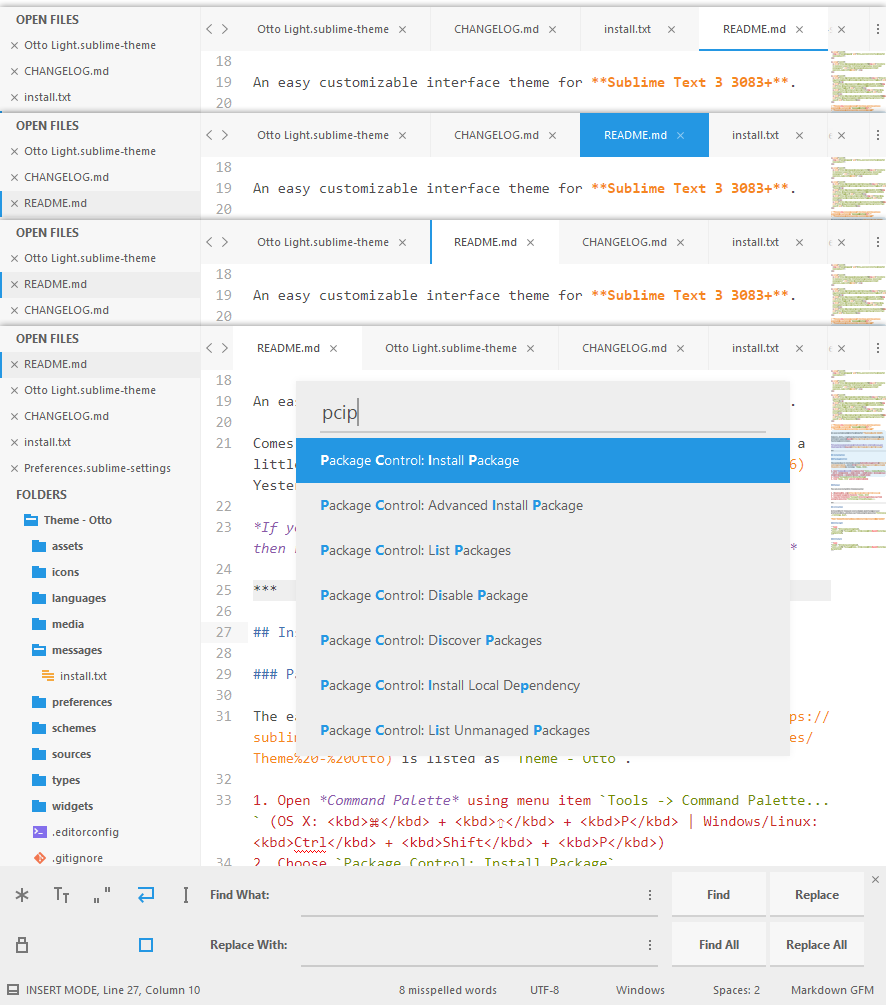 OPEN FILES
Otto Light.sublime-theme
CHANGELOG.md
install.txt
Otto Light.sublime-theme
CHANGELOG.md
install.txt
README.md
18
19 An easy customizable interface theme for **Sublime Text 3 3083+**.
20
OPEN FILES
Otto Light.sublime-theme
CHANGELOG.md
README.md
Otto Light.sublime-theme
CHANGELOG.md
README.md
install.txt
18
19 An easy customizable interface theme for **Sublime Text 3 3083+**.
20
OPEN FILES
Otto Light.sublime-theme
README.md
CHANGELOG.md
Otto Light.sublime-theme
README.md
CHANGELOG.md
install.txt
18
19 An easy customizable interface theme for **Sublime Text 3 3083+**.
20
OPEN FILES
README.md
Otto Light.sublime-theme
CHANGELOG.md
install.txt
Preferences.sublime-settings
FOLDERS
Theme - Otto
assets
icons
languages
media
messages
install.txt
preferences
schemes
sources
types
widgets
.editorconfig
.gitignore
README.md
Otto Light.sublime-theme
CHANGELOG.md
install.txt
pcip
Package Control: Install Package
Package Control: Advanced Install Package
Package Control: List Packages
Package Control: Disable Package
Package Control: Discover Packages
Package Control: Install Local Dependency
Package Control: List Unmanaged Packages
18
19 An ea .
20
21 Comes a
littl 6)
Yeste
22
23 *If y
then *
24
25 ***
26
27 ## Ins
28
29 ### P
30
31 The ea ps://
subli es/
Theme%20-%20Otto) is listed as `Theme - Otto`.
32
33 1. Open *Command Palette* using menu item `Tools -> Command Palette...
` (OS X: <kbd>⌘</kbd> + <kbd>⇧</kbd> + <kbd>P</kbd> | Windows/Linux:
<kbd>Ctrl</kbd> + <kbd>Shift</kbd> + <kbd>P</kbd>)
34 2. Choose `Package Control: Install Package`
Find What:
Find
Replace
Replace With:
Find All
Replace All
INSERT MODE, Line 27, Column 10
8 misspelled words
UTF-8
Windows
Spaces: 2
Markdown GFM